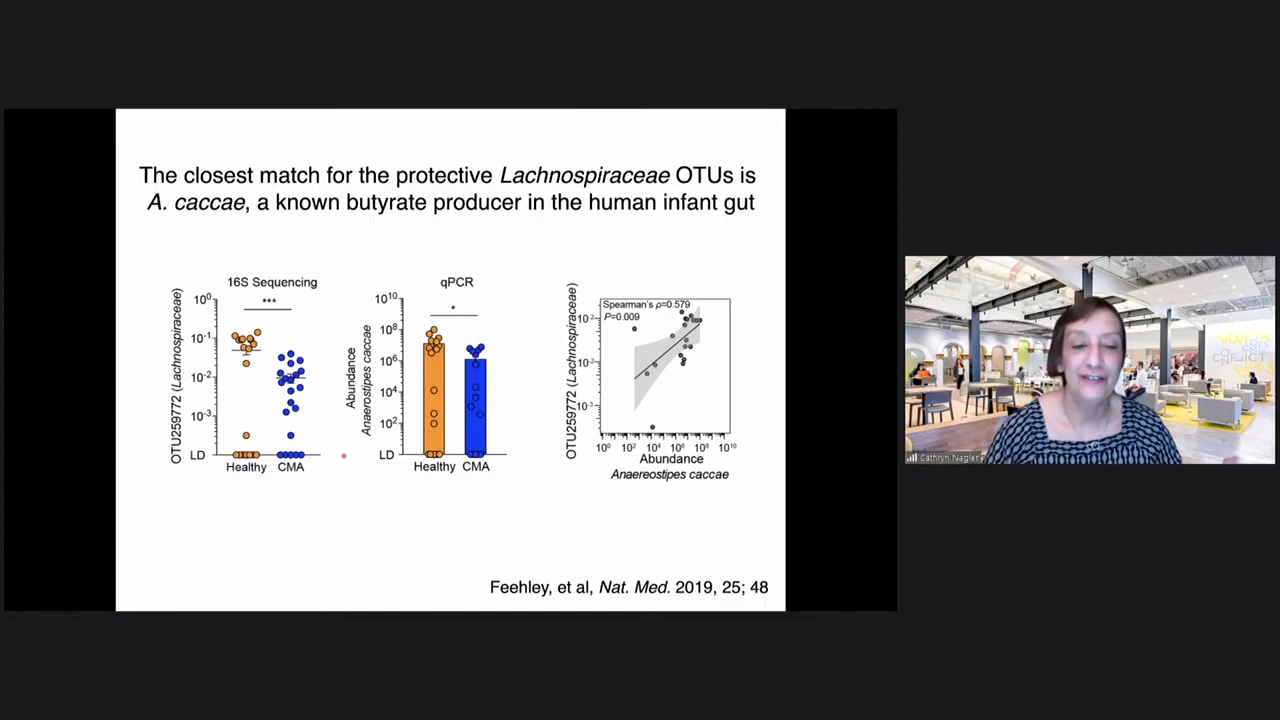 The closest match for the protective Lachnospiraceae OTUs is
A. caccae, a known butyrate producer in the human infant gut
16S Sequencing
***
OTU259772 (Lachnospiraceae)
10⁰
10⁻¹
10⁻²
10⁻³
LD
Healthy CMA
qPCR
*
Abundance
Anaerostipes caccae
10¹⁰
10⁸
10⁶
10⁴
10²
LD
Healthy CMA
Spearman's ρ=0.579
P=0.009
OTU259772 (Lachnospiraceae)
10⁻²
10⁻²
10⁻³
10⁰ 10² 10⁴ 10⁶ 10⁸ 10¹⁰
Abundance
Anaereostipes caccae
Feehley, et al, Nat. Med. 2019, 25; 48
CONFLICT
Cathryn Nagler